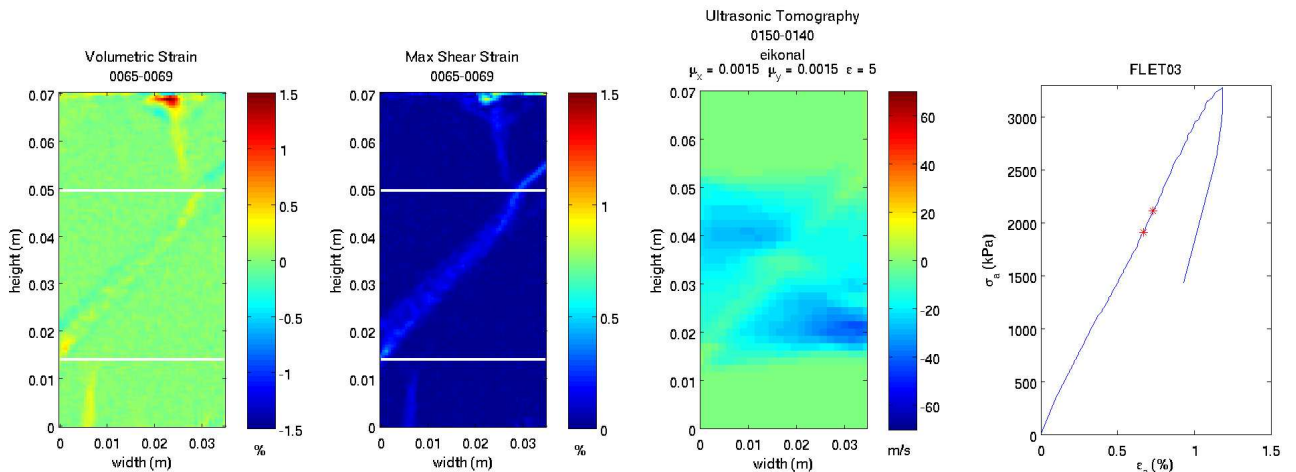 Volumetric Strain
0065-0069
0.07
0.06
0.05
0.04
0.03
0.02
0.01
0
height (m)
0 0.01 0.02 0.03
width (m)
1.5
1
0.5
0
-0.5
-1
-1.5
%
Max Shear Strain
0065-0069
0.07
0.06
0.05
0.04
0.03
0.02
0.01
0
height (m)
0 0.01 0.02 0.03
width (m)
1.5
1
0.5
0
%
Ultrasonic Tomography
0150-0140
eikonal
μx = 0.0015 μy = 0.0015 ε = 5
0.07
0.06
0.05
0.04
0.03
0.02
0.01
0
height (m)
0 0.01 0.02 0.03
width (m)
60
40
20
0
-20
-40
-60
m/s
FLET03
3000
2500
2000
1500
1000
500
0
σa (kPa)
0 0.5 1 1.5
εa (%)